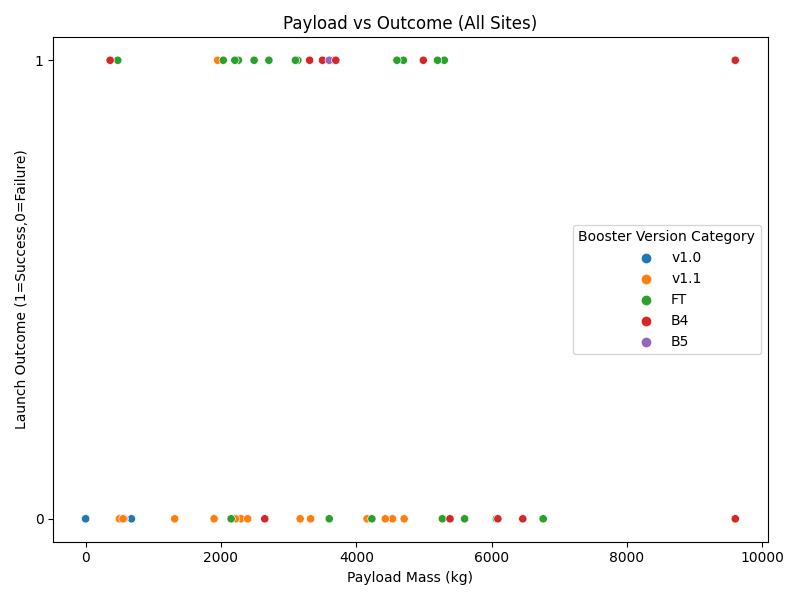 Payload vs Outcome (All Sites)
Launch Outcome (1=Success,0=Failure)
1
0
Booster Version Category
v1.0
v1.1
FT
B4
B5
0 2000 4000 6000 8000 10000
Payload Mass (kg)